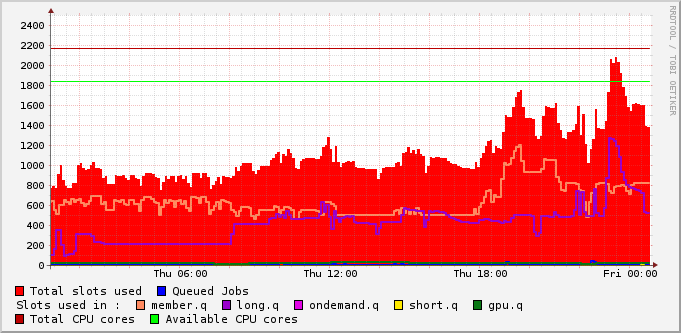 RRDTOOL / TOBI OETIKER
2400
2200
2000
1800
1600
1400
1200
1000
800
600
400
200
0
Thu 06:00 Thu 12:00 Thu 18:00 Fri 00:00
Total slots used Queued Jobs
Slots used in : member.q long.q ondemand.q short.q gpu.q
Total CPU cores Available CPU cores